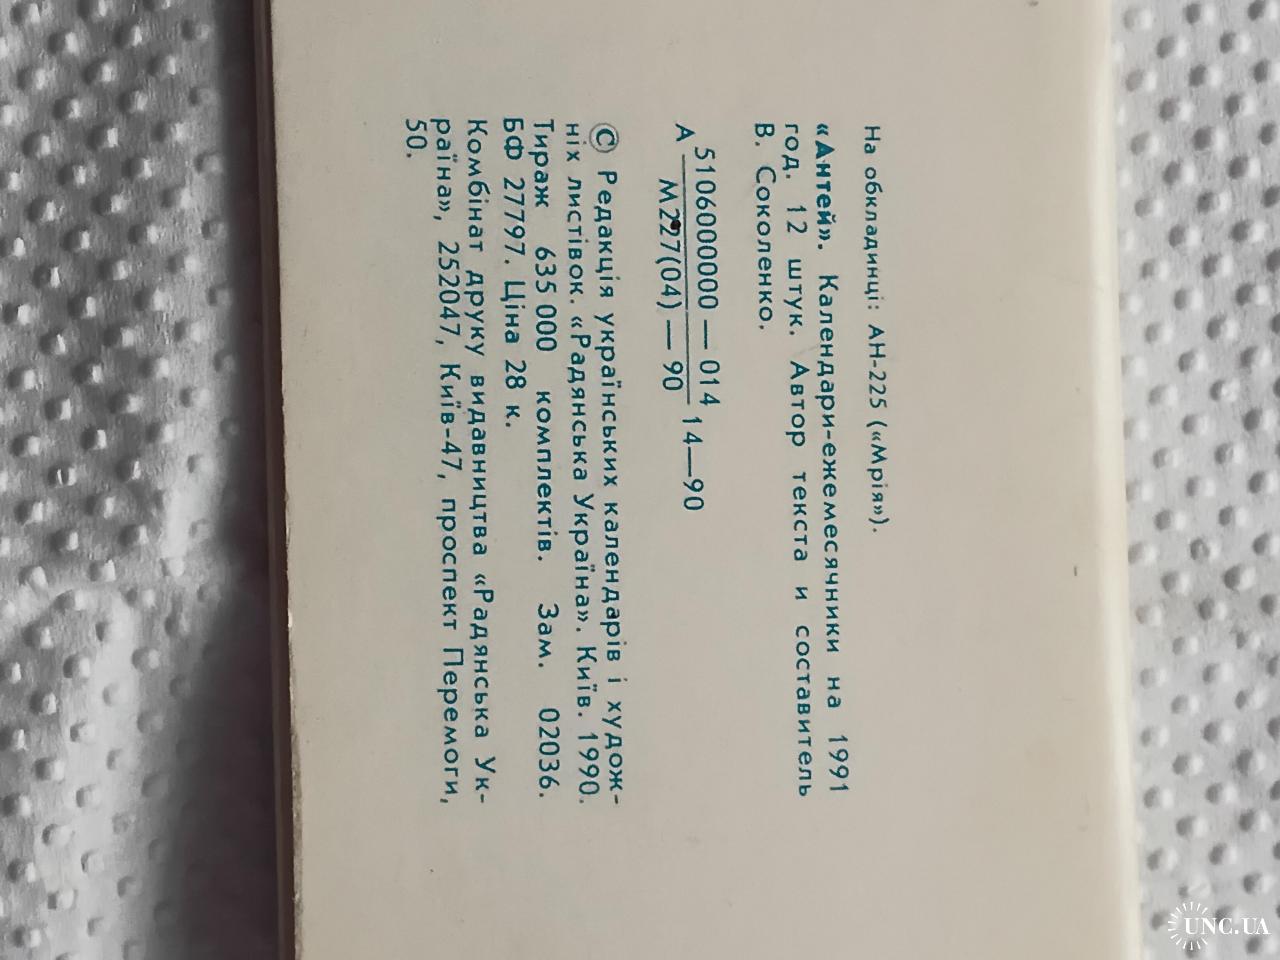 На обкладинці: АН-225 («Мрія»).
«Антей». Календари-ежемесячники на 1991
год. 12 штук. Автор текста и составитель
В. Соколенко.
А 5106000000 — 014 14—90
М227(04) — 90
© Редакція українських календарів і худож-
ніх листівок. «Радянська Україна». Київ. 1990.
Тираж 635 000 комплектів. Зам. 02036.
БФ 27797. Ціна 28 к.
Комбінат друку видавництва «Радянська Ук-
раїна», 252047, Київ-47, проспект Перемоги,
50.
UNC.UA